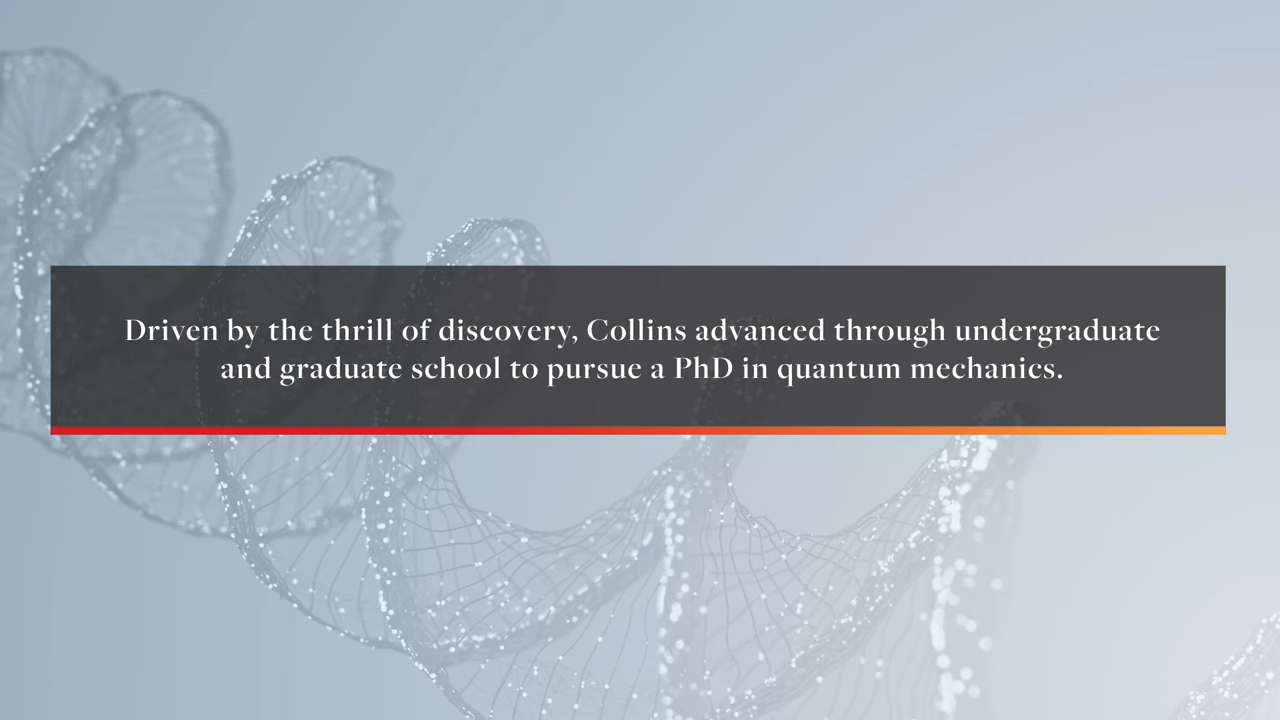 Driven by the thrill of discovery, Collins advanced through undergraduate
and graduate school to pursue a PhD in quantum mechanics.